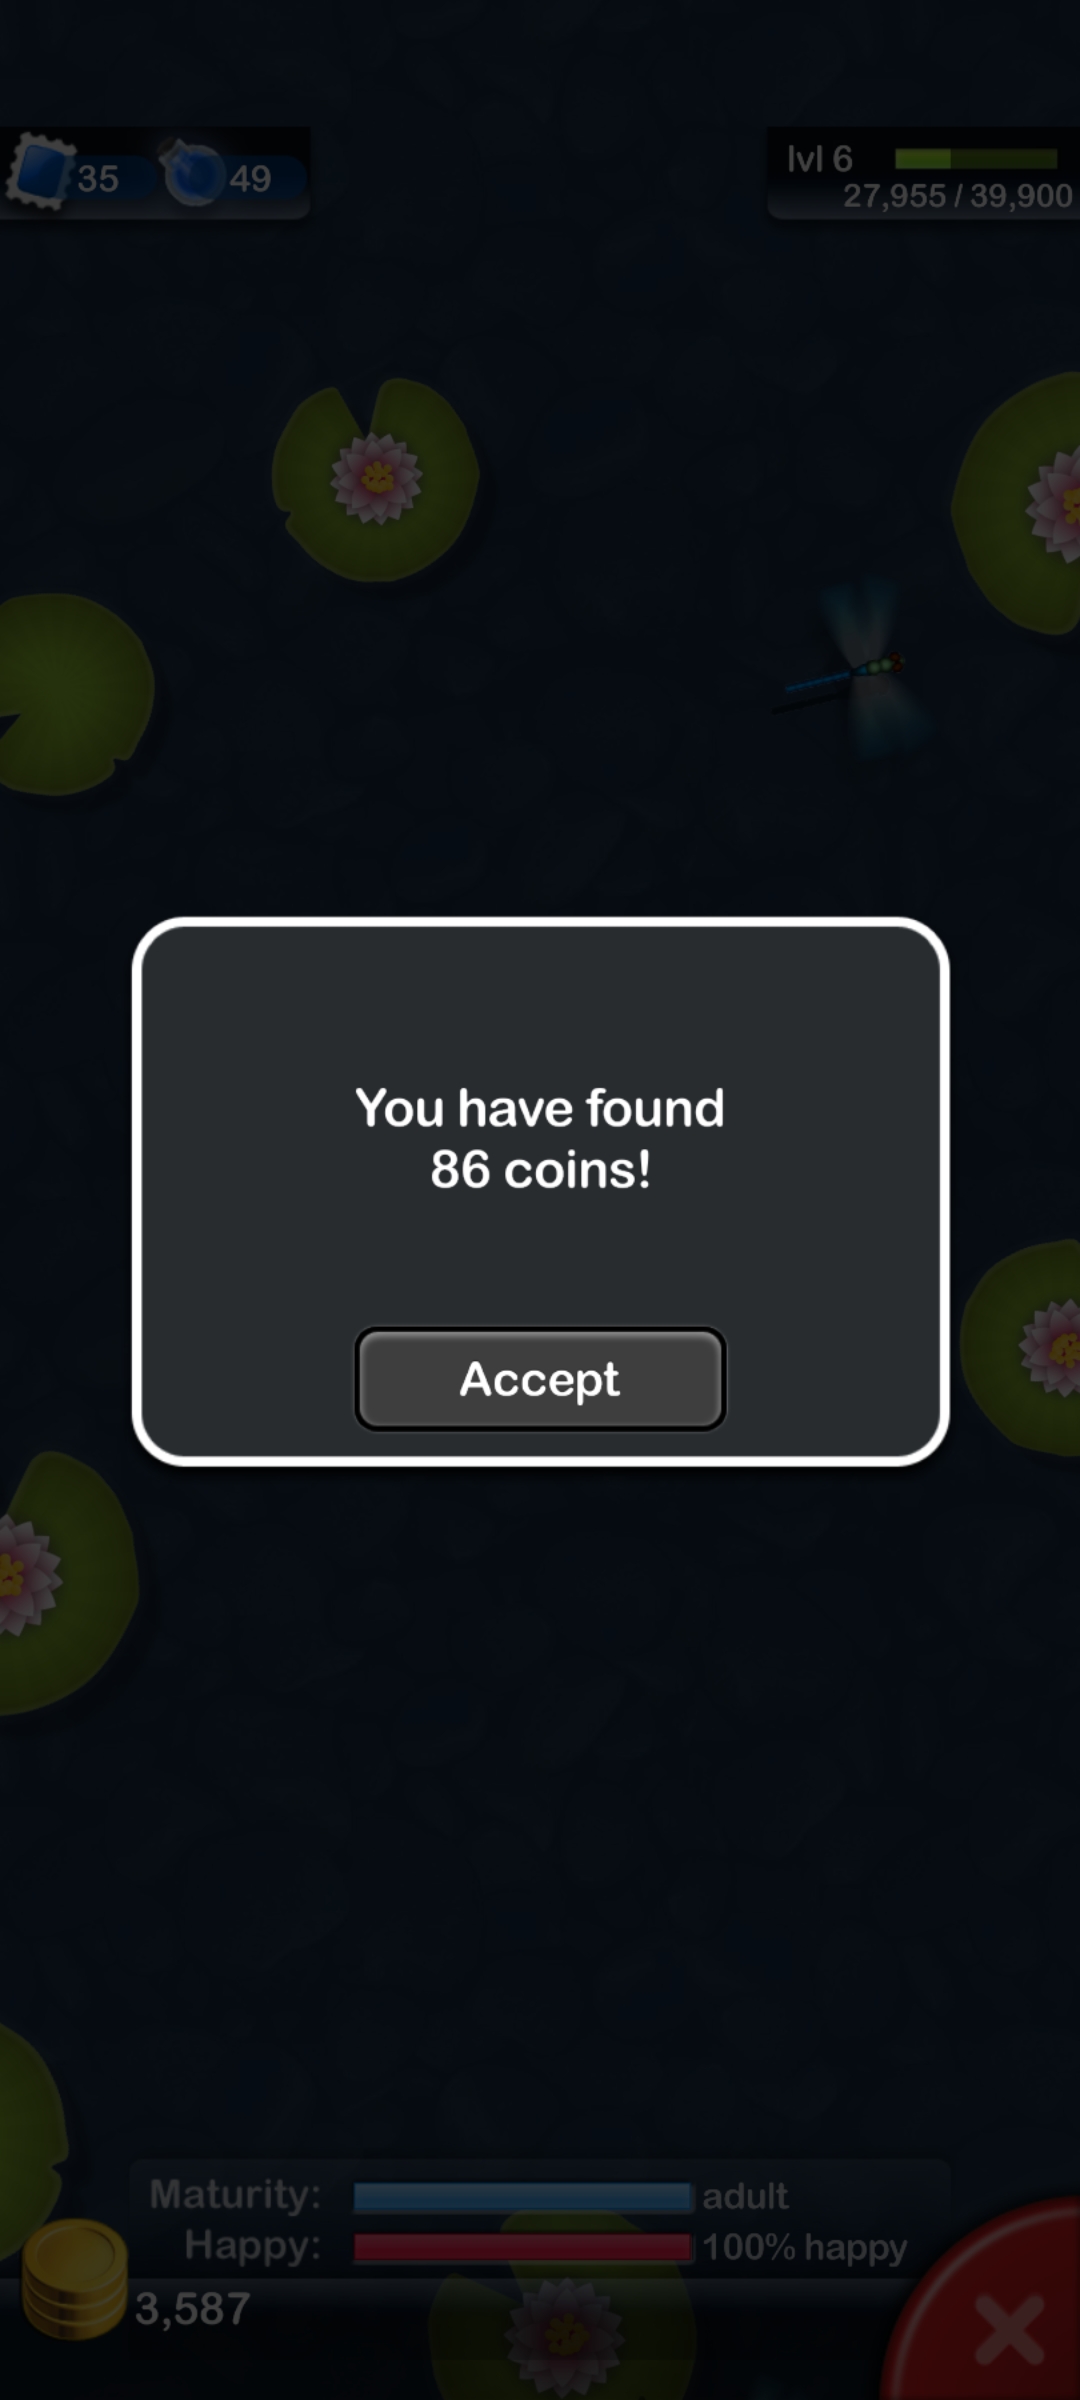 35 49
lvl 6
27,955 / 39,900
You have found
86 coins!
Accept
Maturity: adult
Happy: 100% happy
3,587